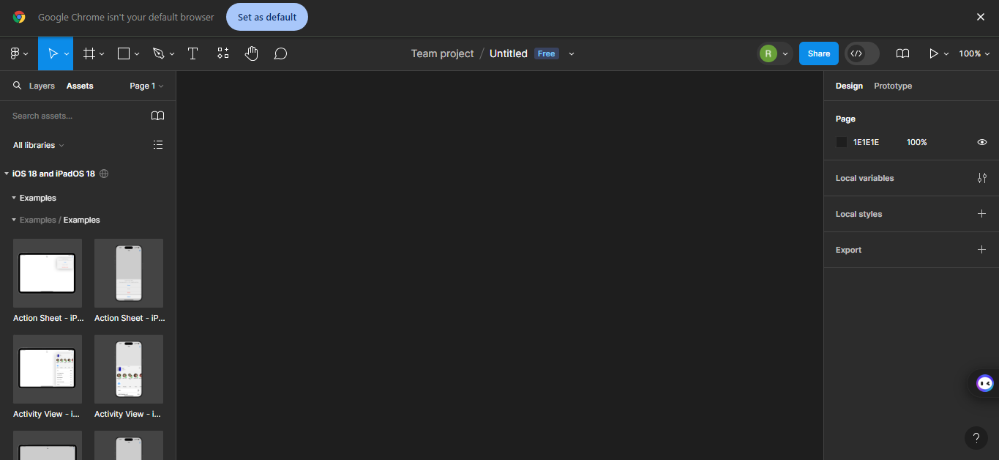 Google Chrome isn't your default browser
Set as default
Team project / Untitled Free
R
Share
100%
Layers Assets Page 1
Search assets...
All libraries
iOS 18 and iPadOS 18
Examples
Examples / Examples
Action Sheet - iP... Action Sheet - iP...
Activity View - i... Activity View - i...
Design Prototype
Page
1E1E1E 100%
Local variables
Local styles
Export
?